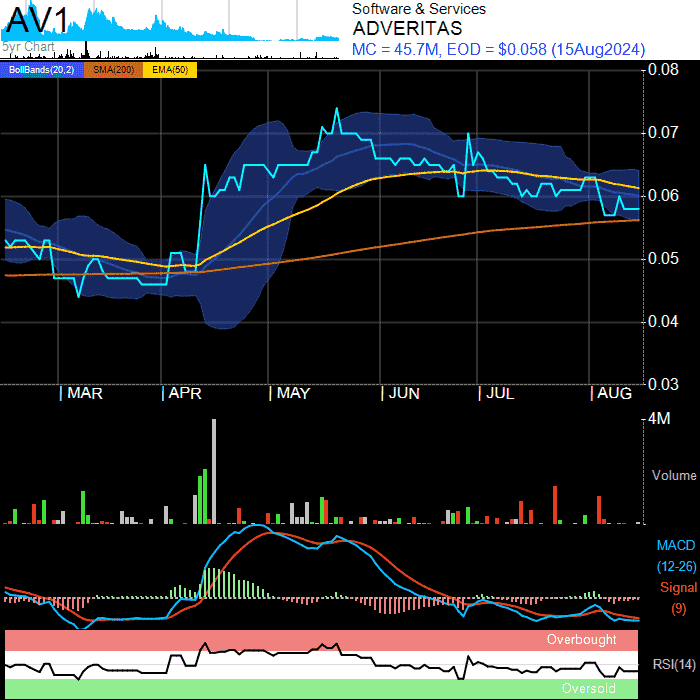 AV1
5yr Chart
Software & Services
ADVERITAS
MC = 45.7M, EOD = $0.058 (15Aug2024)
BollBands(20,2) SMA(200) EMA(50)
0.08
0.07
0.06
0.05
0.04
0.03
MAR APR MAY JUN JUL AUG
4M
Volume
MACD
(12-26)
Signal
(9)
Overbought
RSI(14)
Oversold